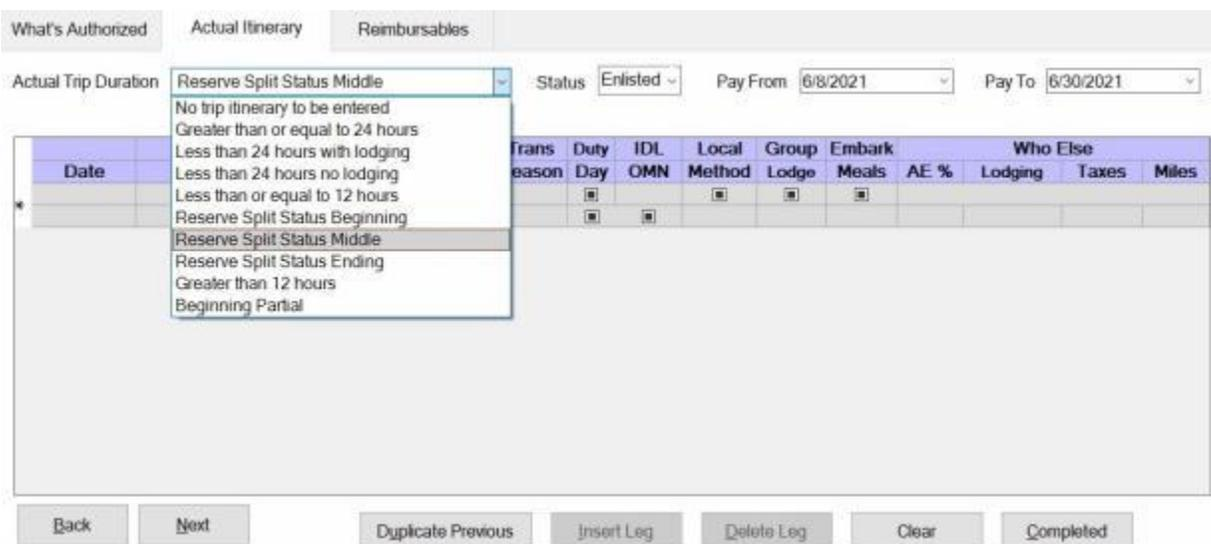 What's Authorized Actual Itinerary Reimbursables
Actual Trip Duration Reserve Split Status Middle Status Enlisted Pay From 6/8/2021 Pay To 6/30/2021
No trip itinerary to be entered
Greater than or equal to 24 hours
Less than 24 hours with lodging
Less than 24 hours no lodging
Less than or equal to 12 hours
Reserve Split Status Beginning
Reserve Split Status Middle
Reserve Split Status Ending
Greater than 12 hours
Beginning Partial
Trans Duty IDL Local Group Embark Who Else
Date eason Day OMN Method Lodge Meals AE % Lodging Taxes Miles
*
Back Next Duplicate Previous Insert Leg Delete Leg Clear Completed